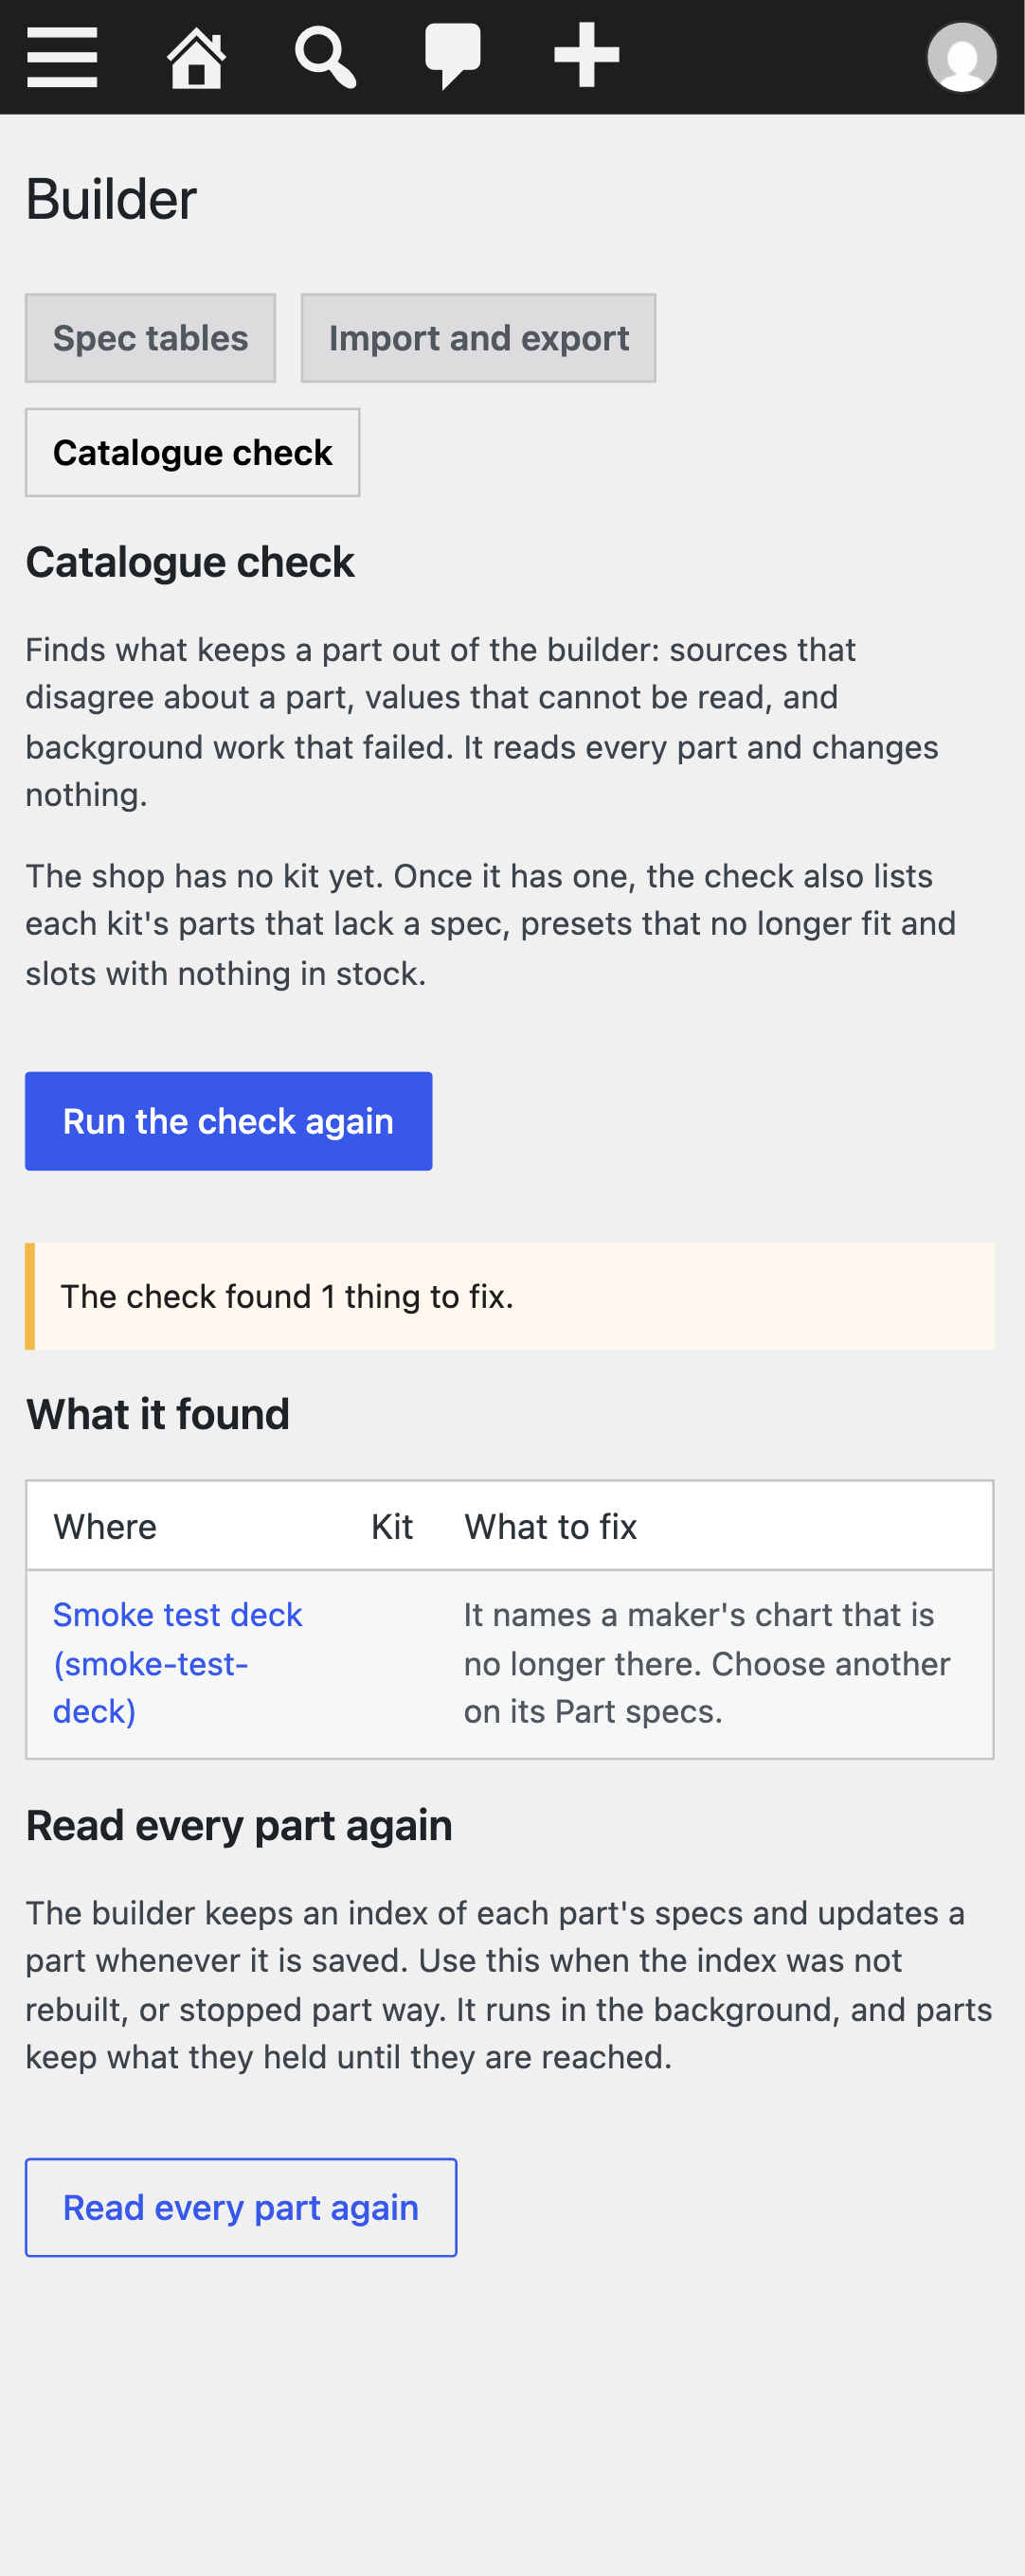 Builder
Spec tables
Import and export
Catalogue check
Catalogue check
Finds what keeps a part out of the builder: sources that
disagree about a part, values that cannot be read, and
background work that failed. It reads every part and changes
nothing.
The shop has no kit yet. Once it has one, the check also lists
each kit's parts that lack a spec, presets that no longer fit and
slots with nothing in stock.
Run the check again
The check found 1 thing to fix.
What it found
Where Kit What to fix
Smoke test deck
(smoke-test-
deck)
It names a maker's chart that is
no longer there. Choose another
on its Part specs.
Read every part again
The builder keeps an index of each part's specs and updates a
part whenever it is saved. Use this when the index was not
rebuilt, or stopped part way. It runs in the background, and parts
keep what they held until they are reached.
Read every part again